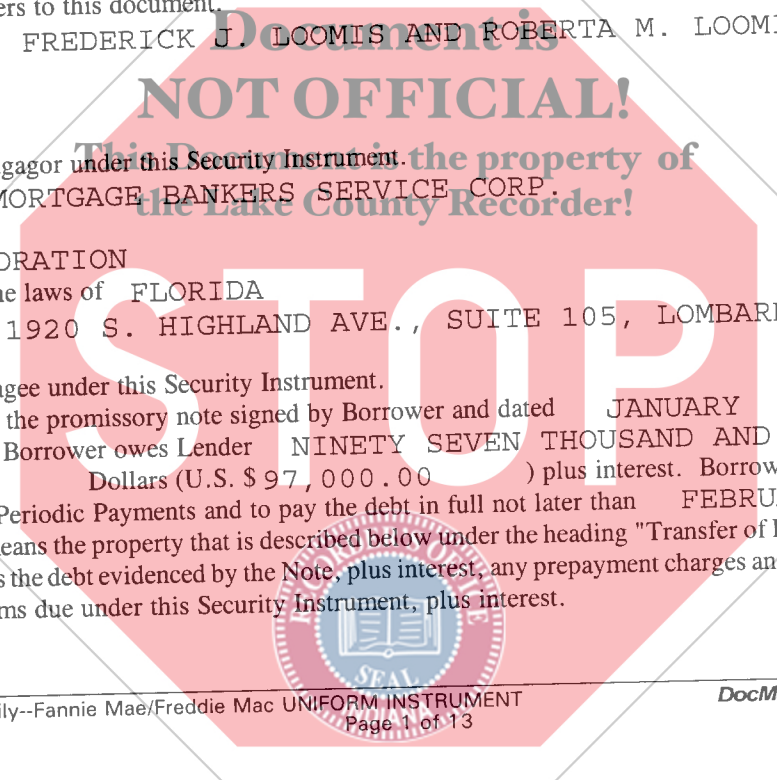 ers to this document.
FREDERICK J. LOOMIS AND ROBERTA M. LOOMI
Document is
NOT OFFICIAL!
This Document is the property of
the Lake County Recorder!
gagor under this Security Instrument.
MORTGAGE BANKERS SERVICE CORP.
ORATION
he laws of FLORIDA
1920 S. HIGHLAND AVE., SUITE 105, LOMBARD
STOP
agee under this Security Instrument.
the promissory note signed by Borrower and dated JANUARY
Borrower owes Lender NINETY SEVEN THOUSAND AND
Dollars (U.S. $ 97,000.00 ) plus interest. Borrow
Periodic Payments and to pay the debt in full not later than FEBRU
eans the property that is described below under the heading "Transfer of
s the debt evidenced by the Note, plus interest, any prepayment charges an
ms due under this Security Instrument, plus interest.
SEAL
INDIANA
ily--Fannie Mae/Freddie Mac UNIFORM INSTRUMENT
DocM
Page 1 of 13